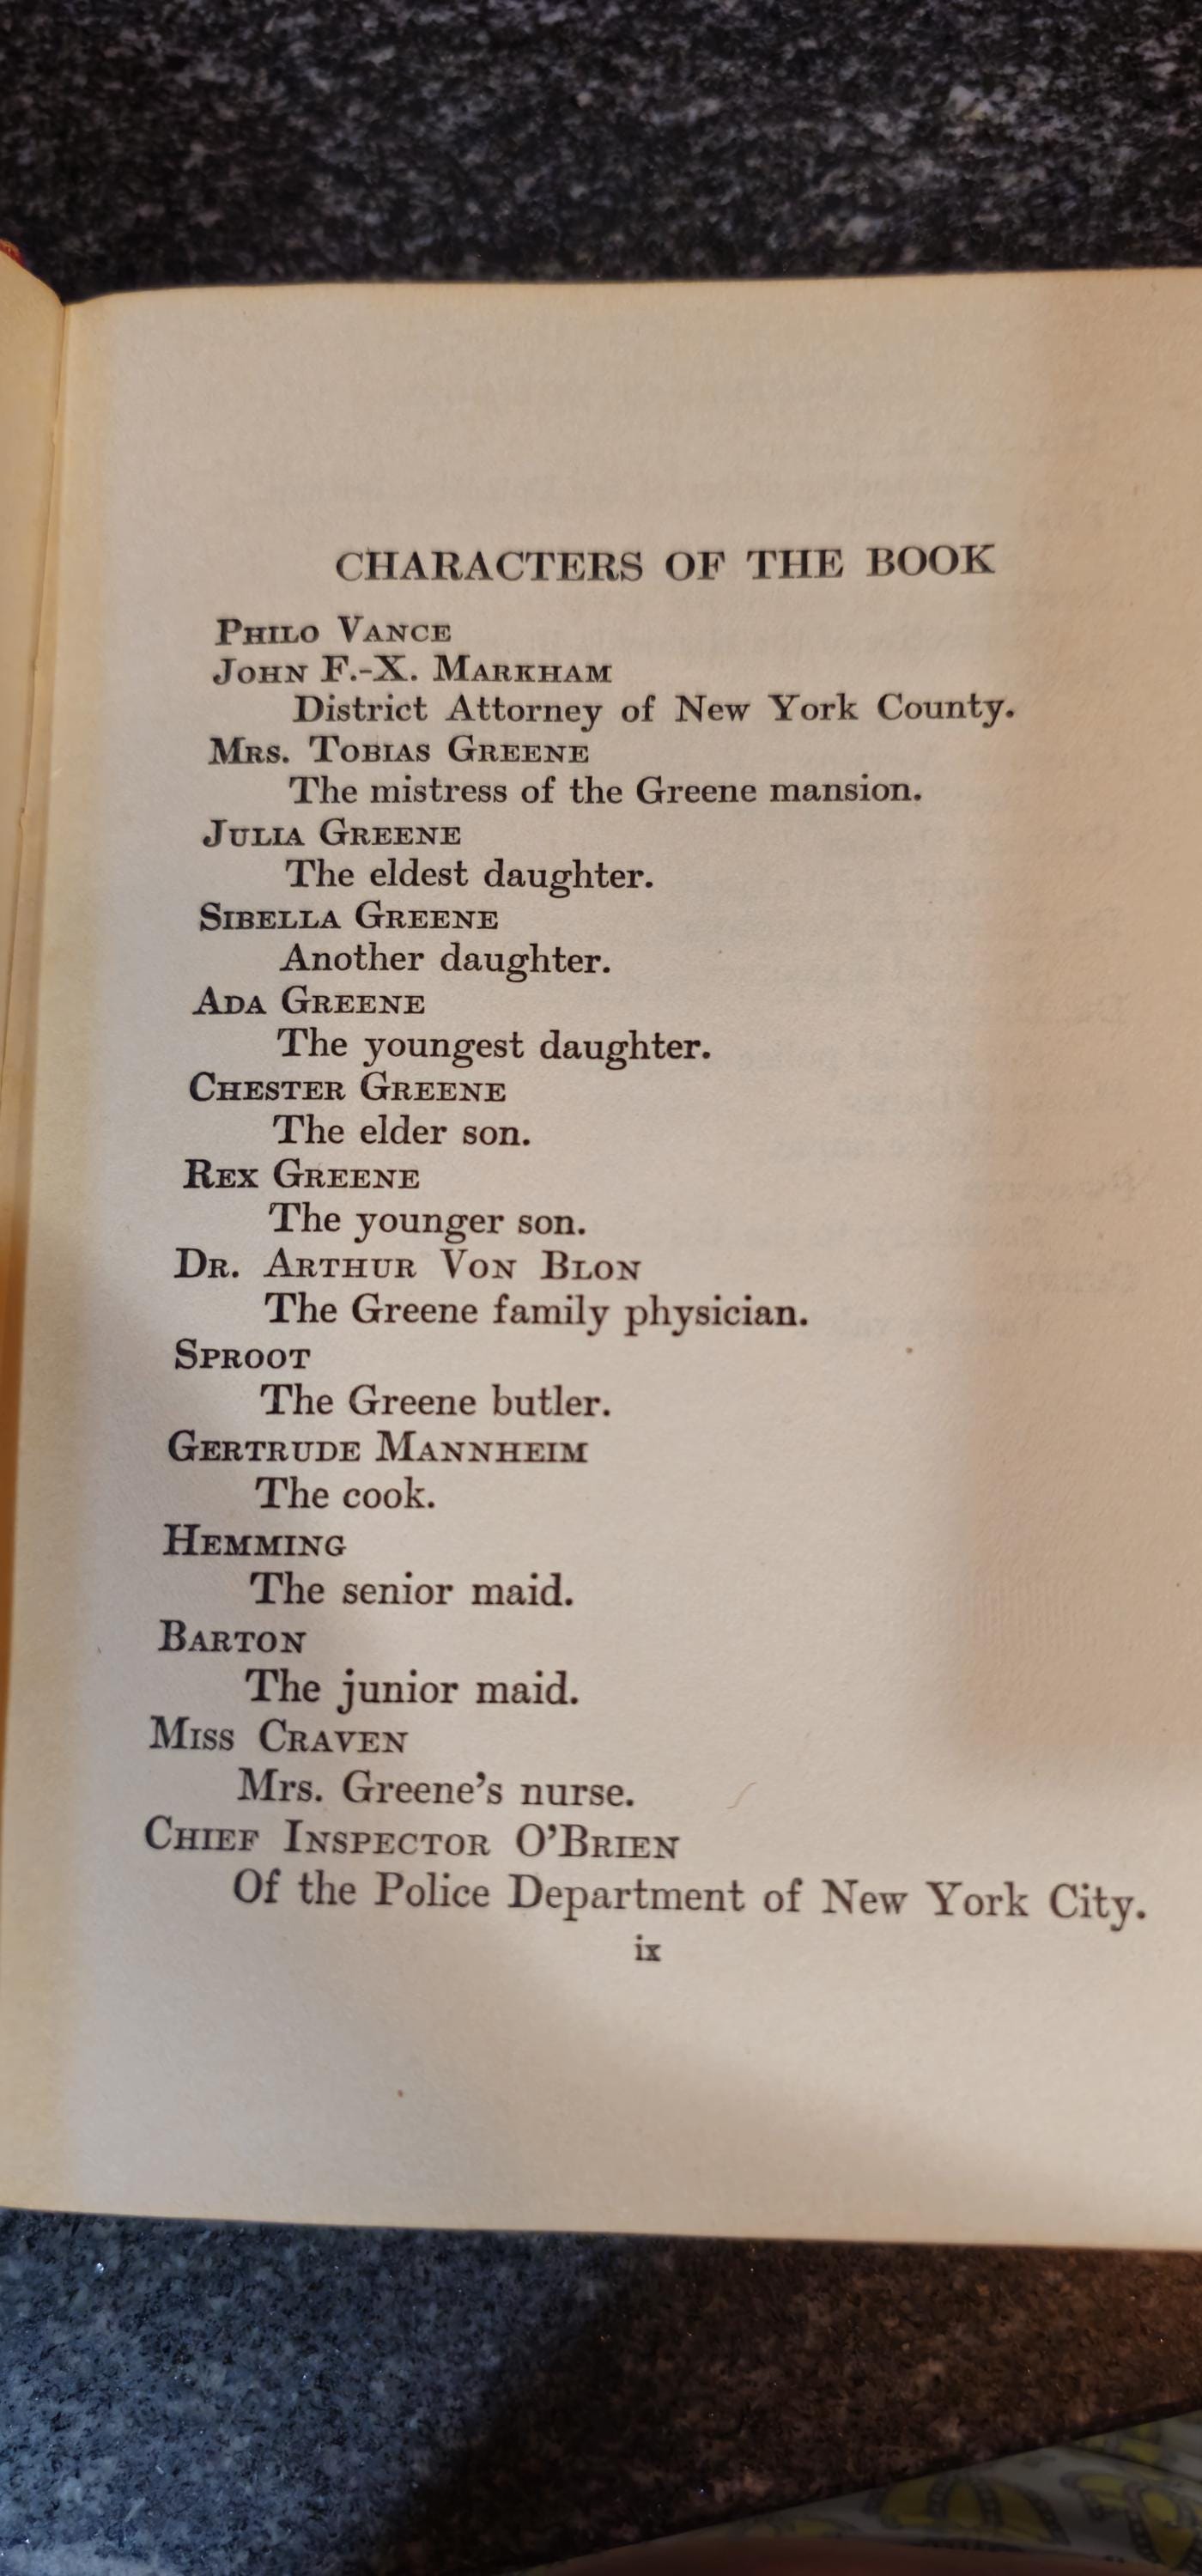 CHARACTERS OF THE BOOK
PHILO VANCE
JOHN F.-X. MARKHAM
District Attorney of New York County.
MRS. TOBIAS GREENE
The mistress of the Greene mansion.
JULIA GREENE
The eldest daughter.
SIBELLA GREENE
Another daughter.
ADA GREENE
The youngest daughter.
CHESTER GREENE
The elder son.
REX GREENE
The younger son.
DR. ARTHUR VON BLON
The Greene family physician.
SPROOT
The Greene butler.
GERTRUDE MANNHEIM
The cook.
HEMMING
The senior maid.
BARTON
The junior maid.
MISS CRAVEN
Mrs. Greene's nurse.
CHIEF INSPECTOR O'BRIEN
Of the Police Department of New York City.
ix